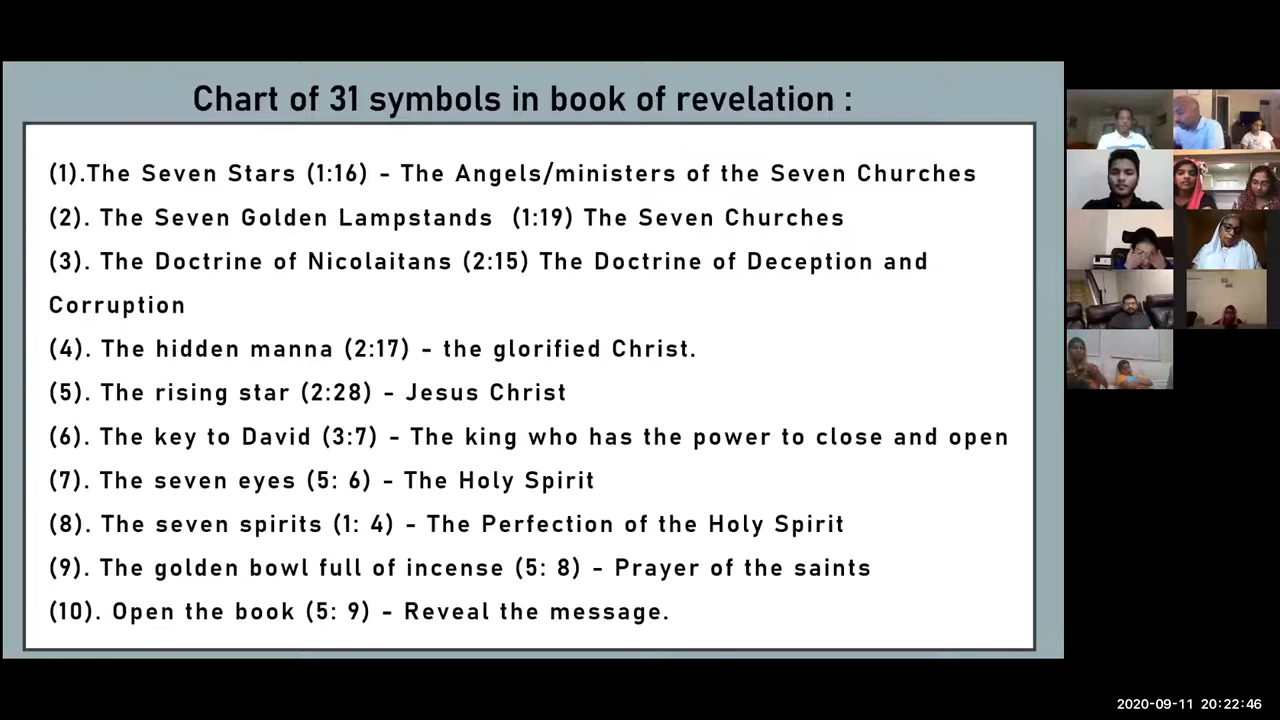 Chart of 31 symbols in book of revelation :
(1).The Seven Stars (1:16) - The Angels/ministers of the Seven Churches
(2). The Seven Golden Lampstands (1:19) The Seven Churches
(3). The Doctrine of Nicolaitans (2:15) The Doctrine of Deception and
Corruption
(4). The hidden manna (2:17) - the glorified Christ.
(5). The rising star (2:28) - Jesus Christ
(6). The key to David (3:7) - The king who has the power to close and open
(7). The seven eyes (5: 6) - The Holy Spirit
(8). The seven spirits (1: 4) - The Perfection of the Holy Spirit
(9). The golden bowl full of incense (5: 8) - Prayer of the saints
(10). Open the book (5: 9) - Reveal the message.
2020-09-11 20:22:46